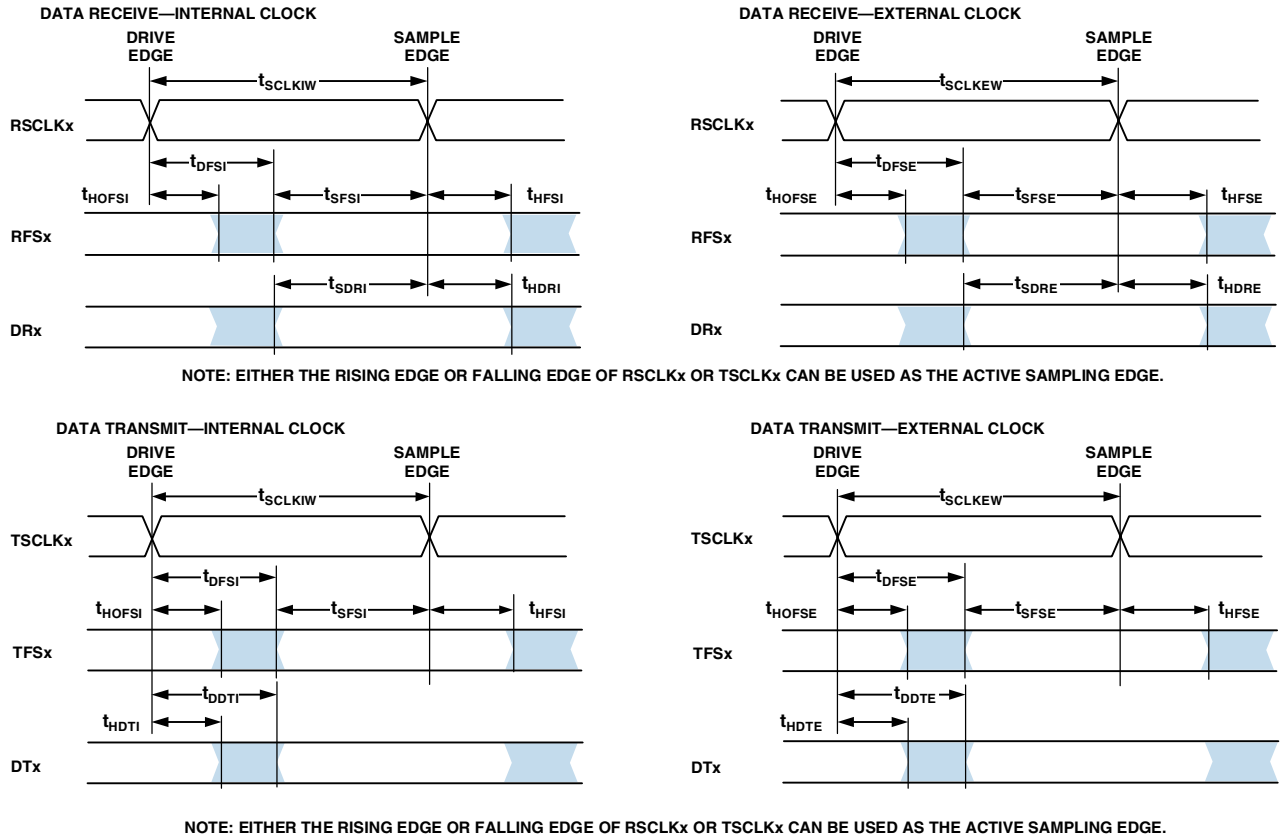 DATA RECEIVE—INTERNAL CLOCK
DRIVE EDGE
SAMPLE EDGE
tSCLKIW
RSCLKx
tDFSI
tHOFSI
tSFSI
tHFSI
RFSx
tSDRI
tHDRI
DRx
DATA RECEIVE—EXTERNAL CLOCK
DRIVE EDGE
SAMPLE EDGE
tSCLKEW
RSCLKx
tDFSE
tHOFSE
tSFSE
tHFSE
RFSx
tSDRE
tHDRE
DRx
NOTE: EITHER THE RISING EDGE OR FALLING EDGE OF RSCLKx OR TSCLKx CAN BE USED AS THE ACTIVE SAMPLING EDGE.
DATA TRANSMIT—INTERNAL CLOCK
DRIVE EDGE
SAMPLE EDGE
tSCLKIW
TSCLKx
tDFSI
tHOFSI
tSFSI
tHFSI
TFSx
tDDTI
tHDTI
DTx
DATA TRANSMIT—EXTERNAL CLOCK
DRIVE EDGE
SAMPLE EDGE
tSCLKEW
TSCLKx
tDFSE
tHOFSE
tSFSE
tHFSE
TFSx
tDDTE
tHDTE
DTx
NOTE: EITHER THE RISING EDGE OR FALLING EDGE OF RSCLKx OR TSCLKx CAN BE USED AS THE ACTIVE SAMPLING EDGE.